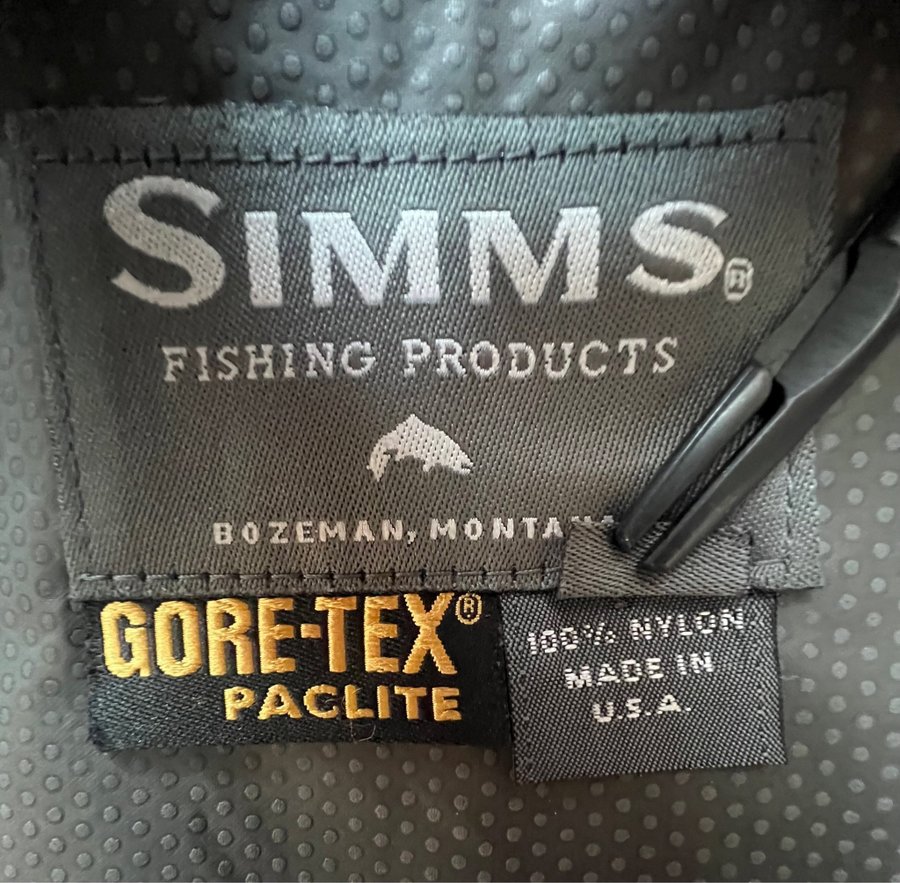 SIMMS®
FISHING PRODUCTS
BOZEMAN, MONTA
GORE-TEX®
PACLITE
100% NYLON
MADE IN
U.S.A.